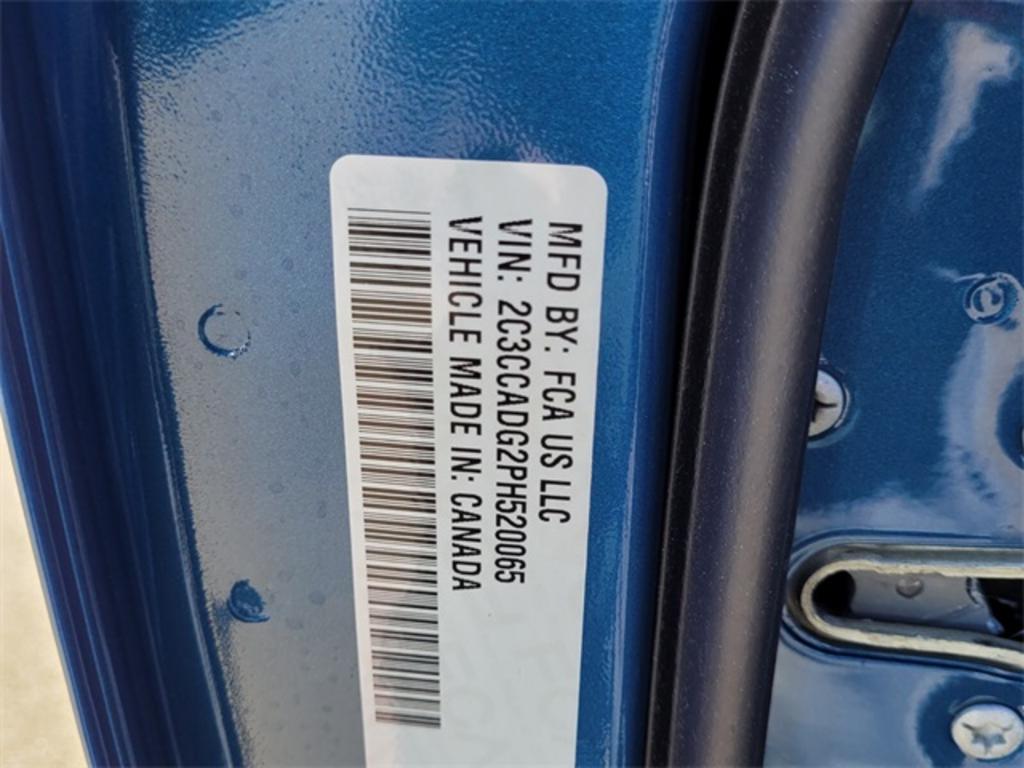 MFD BY: FCA US LLC
VIN: 2C3CCADG2PH520065
VEHICLE MADE IN: CANADA